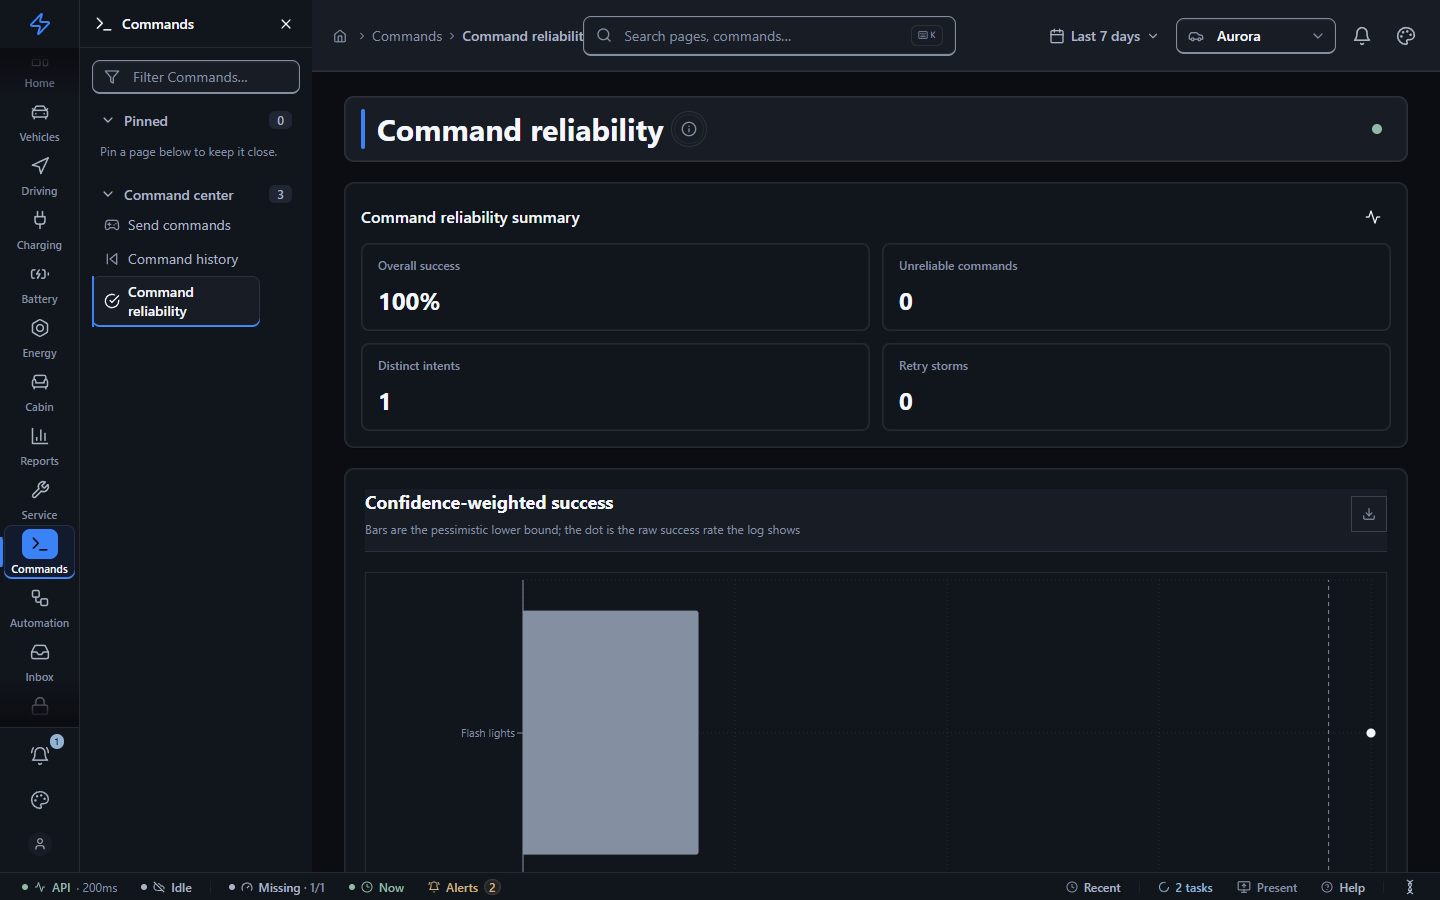 Commands
Home
Vehicles
Driving
Charging
Battery
Energy
Cabin
Reports
Service
Commands
Automation
Inbox
1
Filter Commands...
Pinned 0
Pin a page below to keep it close.
Command center 3
Send commands
Command history
Command
reliability
Commands
Command reliabilit
Search pages, commands...
K
Last 7 days
Aurora
Command reliability
Command reliability summary
Overall success
100%
Unreliable commands
0
Distinct intents
1
Retry storms
0
Confidence-weighted success
Bars are the pessimistic lower bound; the dot is the raw success rate the log shows
Flash lights
API · 200ms
Idle
Missing · 1/1
Now
Alerts 2
Recent
2 tasks
Present
Help